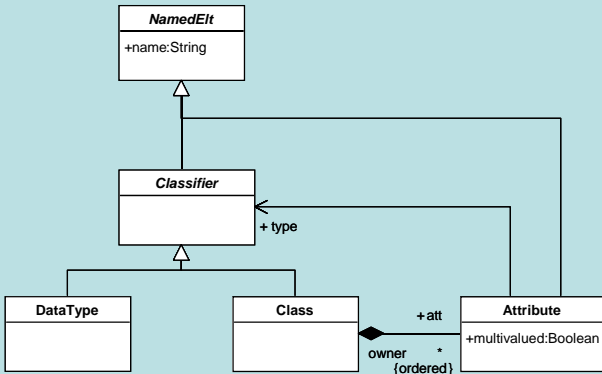 NamedElt
+name:String
Classifier
+ type
DataType
Class
Attribute
+att
+multivalued:Boolean
owner *
{ordered}